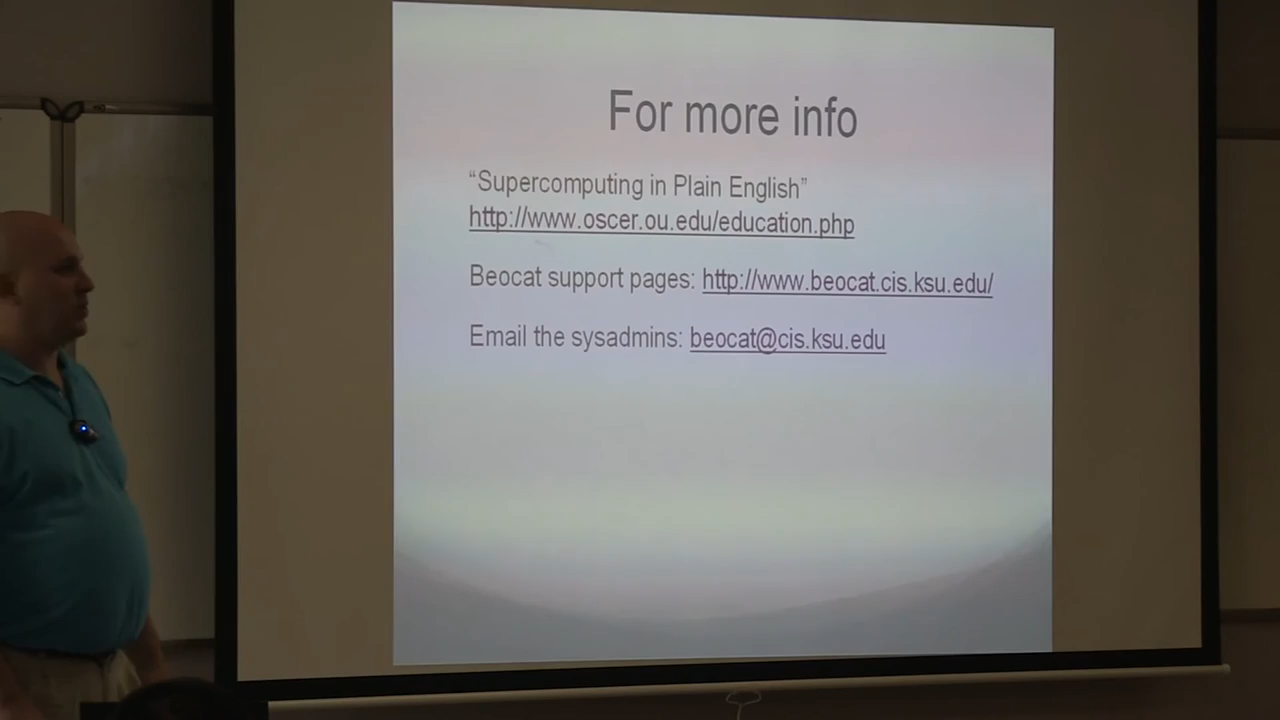 For more info
“Supercomputing in Plain English”
http://www.oscer.ou.edu/education.php
Beocat support pages: http://www.beocat.cis.ksu.edu/
Email the sysadmins: beocat@cis.ksu.edu